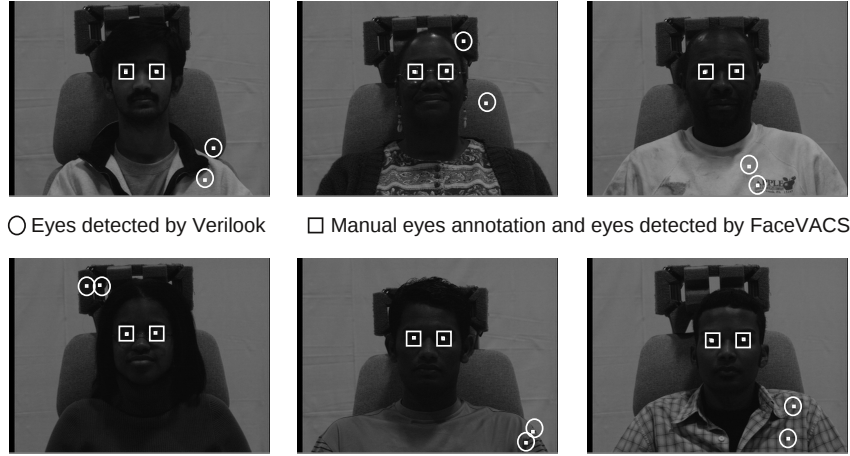 Eyes detected by Verilook
Manual eyes annotation and eyes detected by FaceVACS